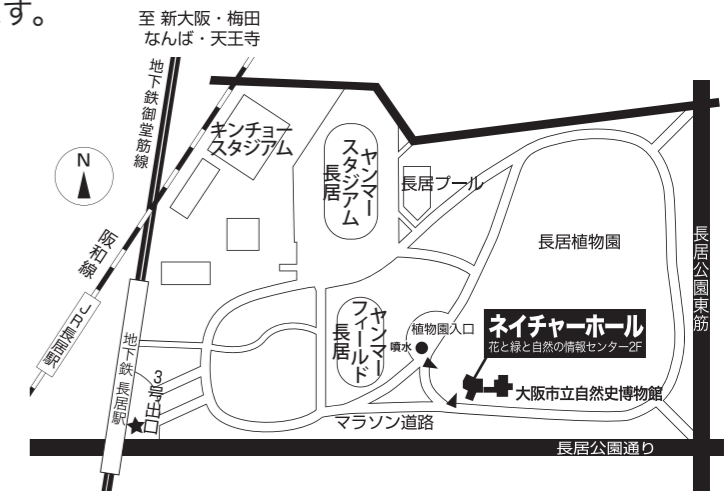 す。
至 新大阪・梅田
なんば・天王寺
地下鉄御堂筋線
キンチョー
スタジアム
N
ヤンマー
スタジアム
長居
長居プール
阪和線
長居植物園
長居公園東筋
JR長居駅
ヤンマー
フィールド
長居
植物園入口
噴水
ネイチャーホール
花と緑と自然の情報センター2F
地下鉄 長居駅
3号出口
大阪市立自然史博物館
マラソン道路
長居公園通り